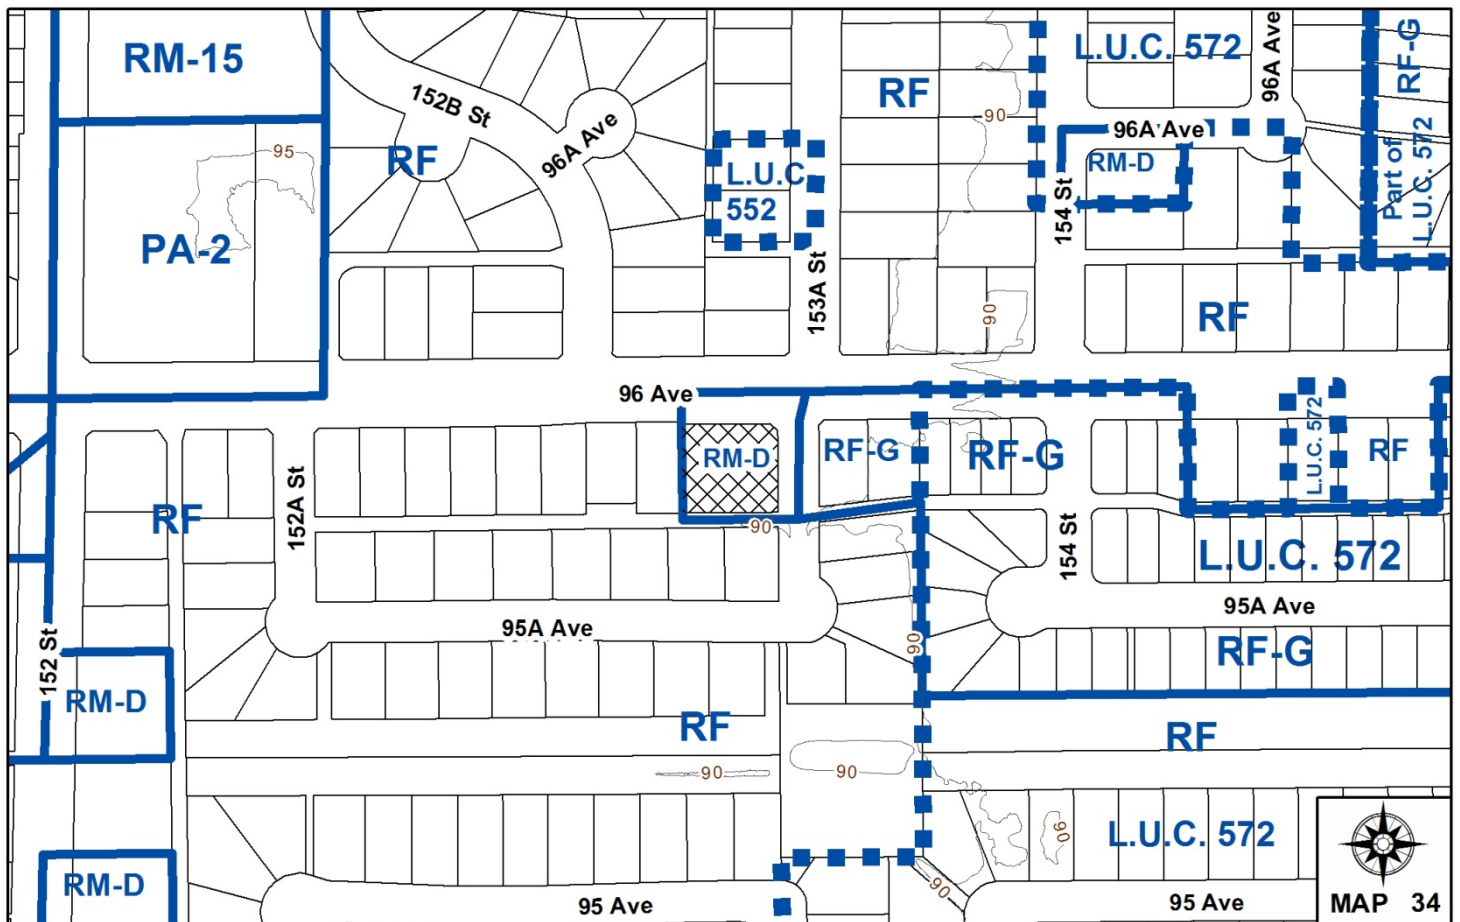 RM-15
152B St
RF
96A Ave
95
PA-2
L.U.C
552
153A St
RF
90
90
L.U.C. 572
96A Ave
RF-G
96A Ave
RM-D
154 St
Part of
L.U.C. 572
RF
96 Ave
RM-D
RF-G
RF-G
L.U.C. 572
RF
RF
152A St
90
154 St
L.U.C. 572
95A Ave
95A Ave
90
RF-G
152 St
RM-D
RF
RF
90
90
90
L.U.C. 572
RM-D
90
95 Ave
95 Ave
MAP 34